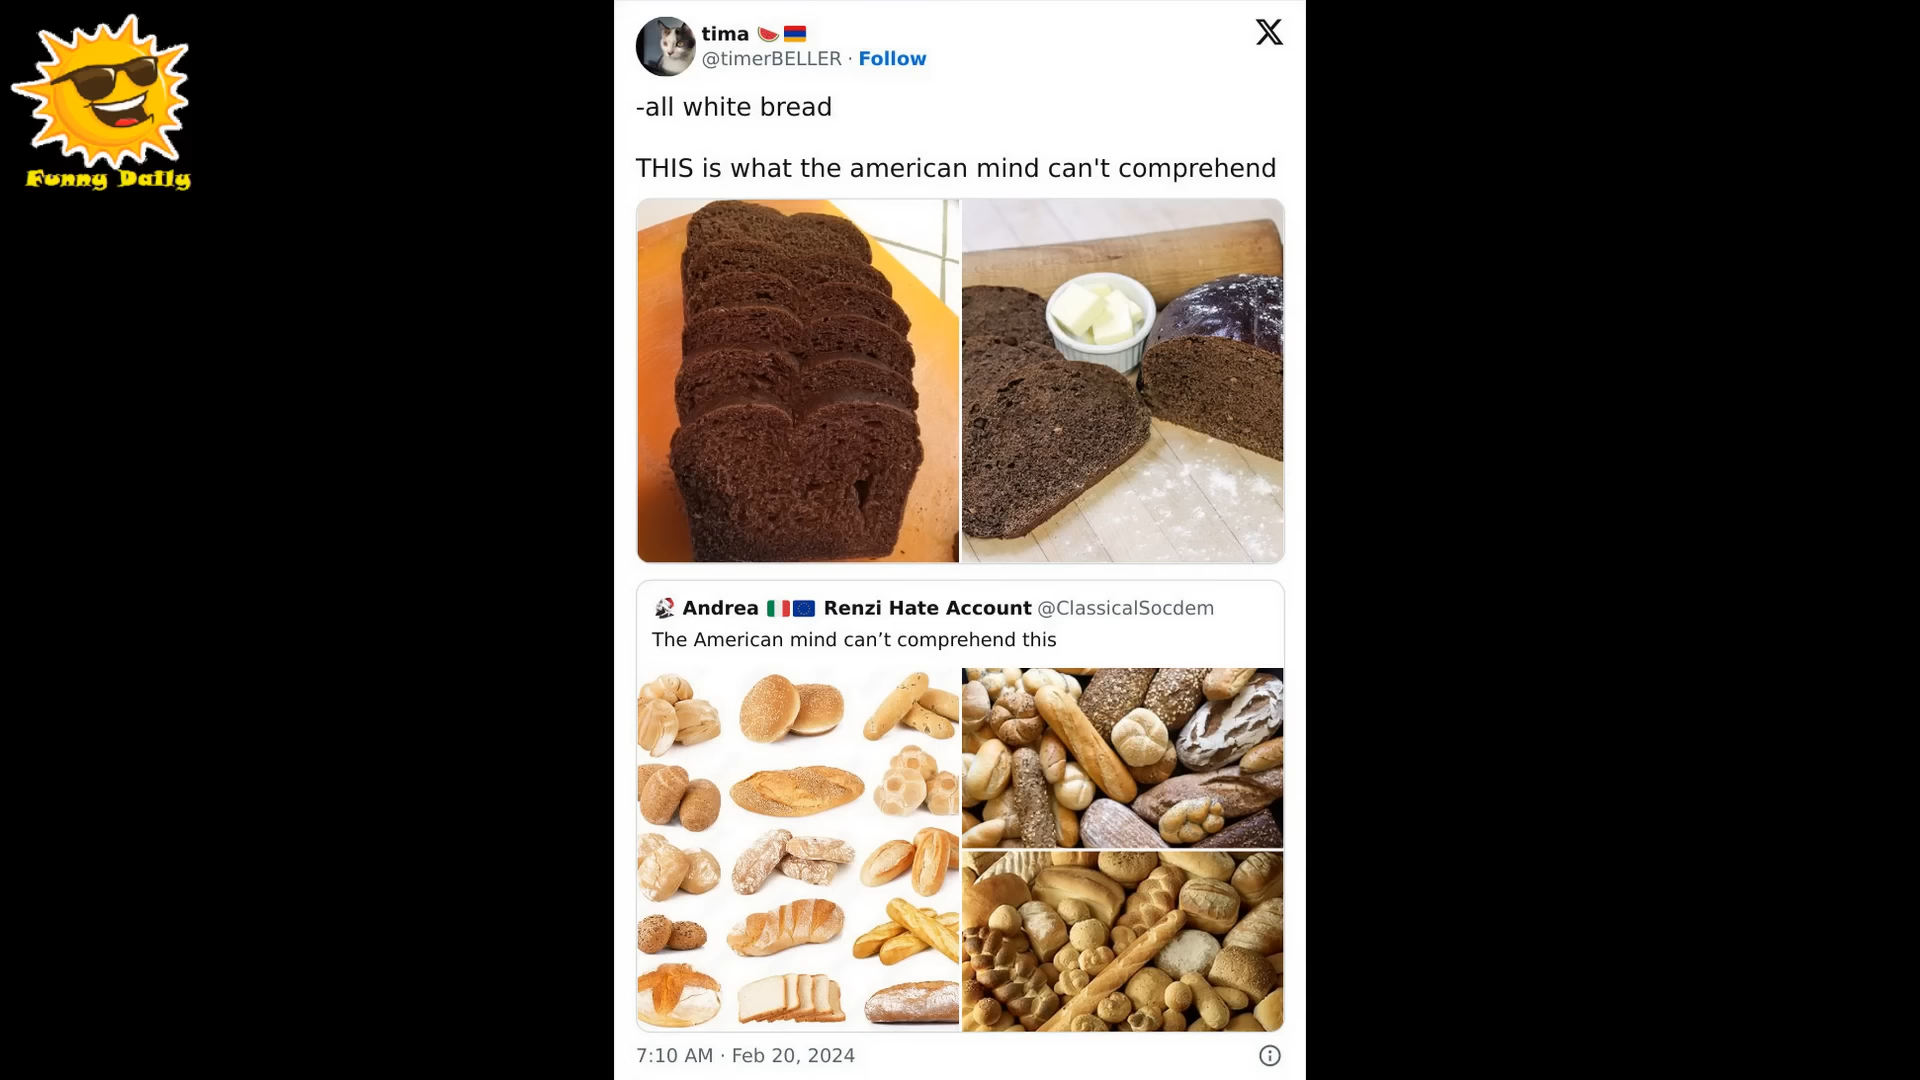 Funny Daily
tima
@timerBELLER · Follow
-all white bread
THIS is what the american mind can't comprehend
Andrea Renzi Hate Account @ClassicalSocdem
The American mind can’t comprehend this
7:10 AM · Feb 20, 2024